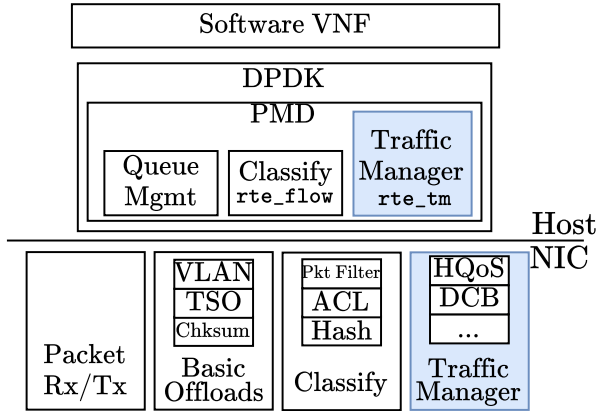 Software VNF
DPDK
PMD
Queue
Mgmt
Classify
rte_flow
Traffic
Manager
rte_tm
Host
NIC
Packet
Rx/Tx
VLAN
TSO
Chksum
Basic
Offloads
Pkt Filter
ACL
Hash
Classify
HQoS
DCB
...
Traffic
Manager